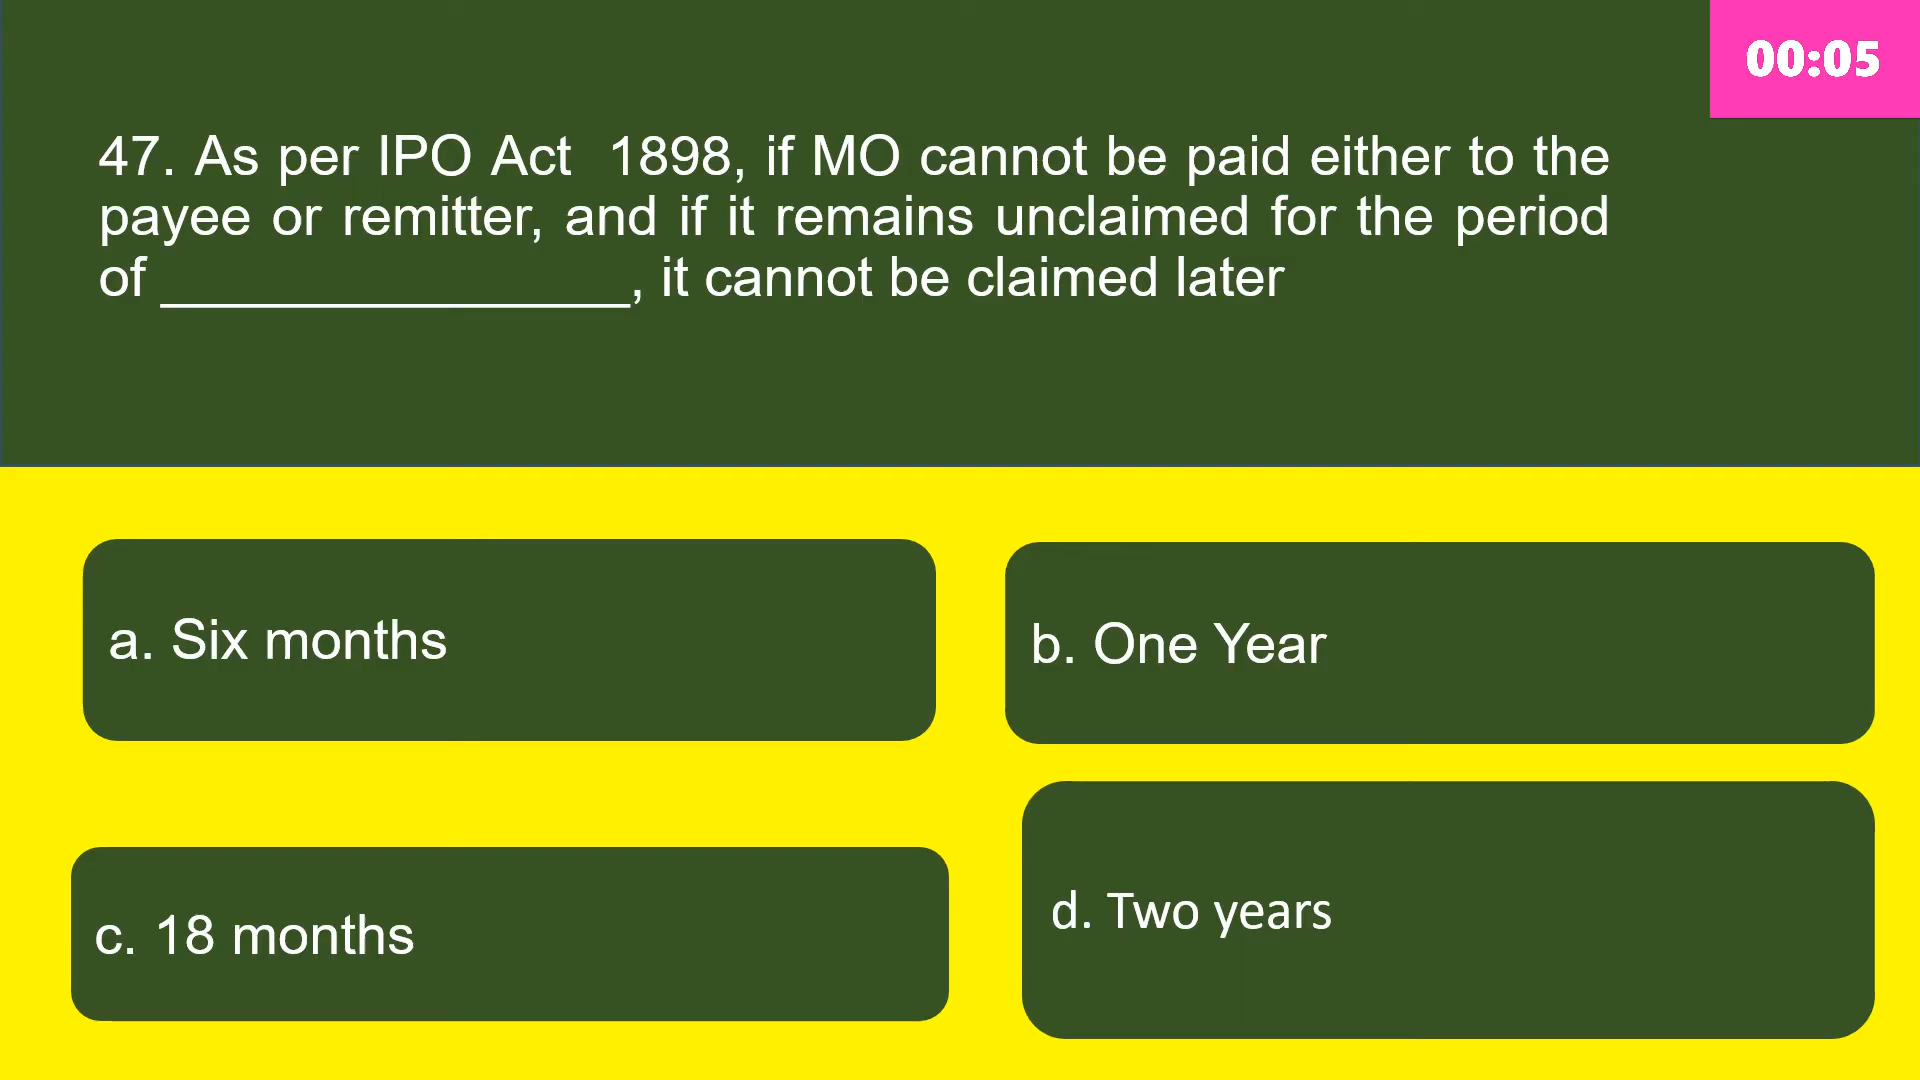 00:05
47. As per IPO Act  1898, if MO cannot be paid either to the
payee or remitter, and if it remains unclaimed for the period
of _________________, it cannot be claimed later
a. Six months
b. One Year
c. 18 months
d. Two years